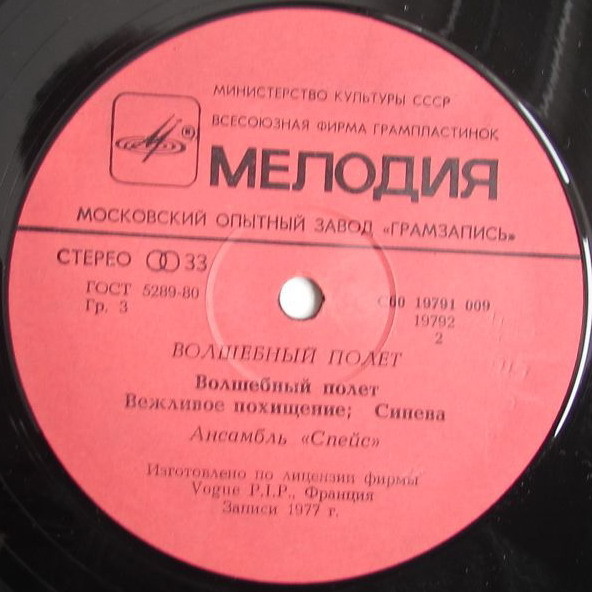 МИНИСТЕРСТВО КУЛЬТУРЫ СССР
ВСЕСОЮЗНАЯ ФИРМА ГРАМПЛАСТИНОК
®
МЕЛОДИЯ
МОСКОВСКИЙ ОПЫТНЫЙ ЗАВОД «ГРАМЗАПИСЬ»
СТЕРЕО 33
ГОСТ 5289-80
Гр. 3
С60 19791 009
19792
2
ВОЛШЕБНЫЙ ПОЛЕТ
Волшебный полет
Вежливое похищение; Синева
Ансамбль «Спейс»
Изготовлено по лицензии фирмы
Vogue P.I.P., Франция
Записи 1977 г.